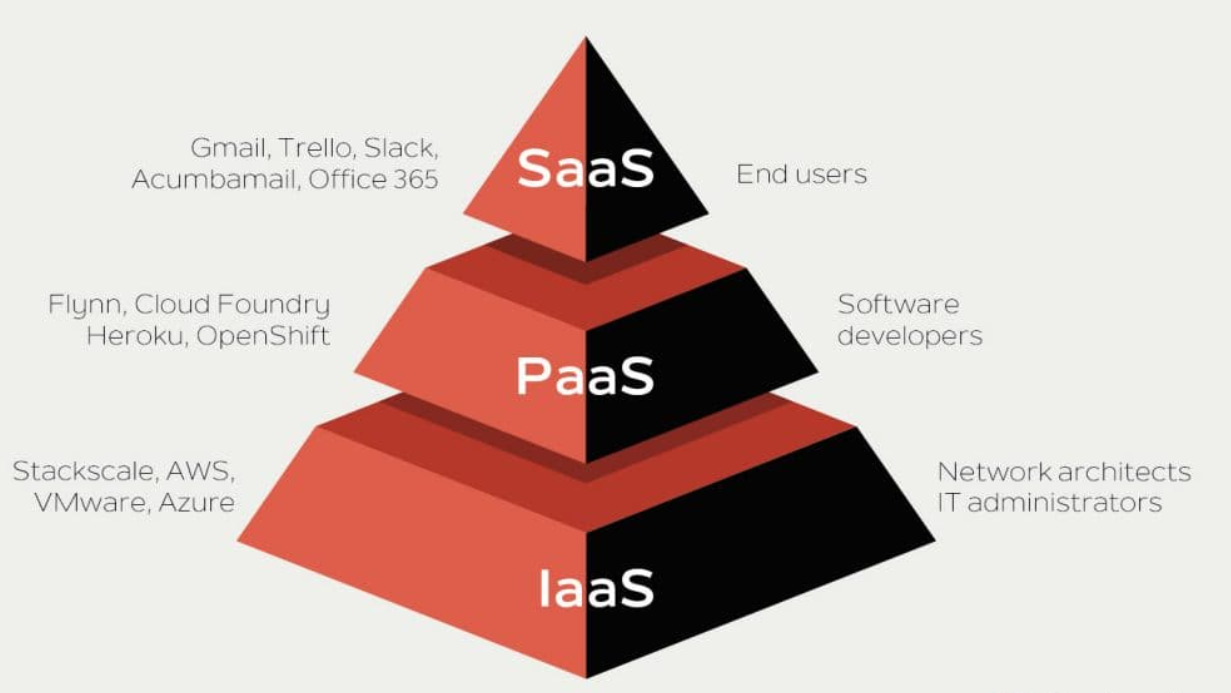 Gmail, Trello, Slack,
Acumbamail, Office 365
SaaS
End users
Flynn, Cloud Foundry
Heroku, OpenShift
PaaS
Software
developers
Stackscale, AWS,
VMware, Azure
IaaS
Network architects
IT administrators